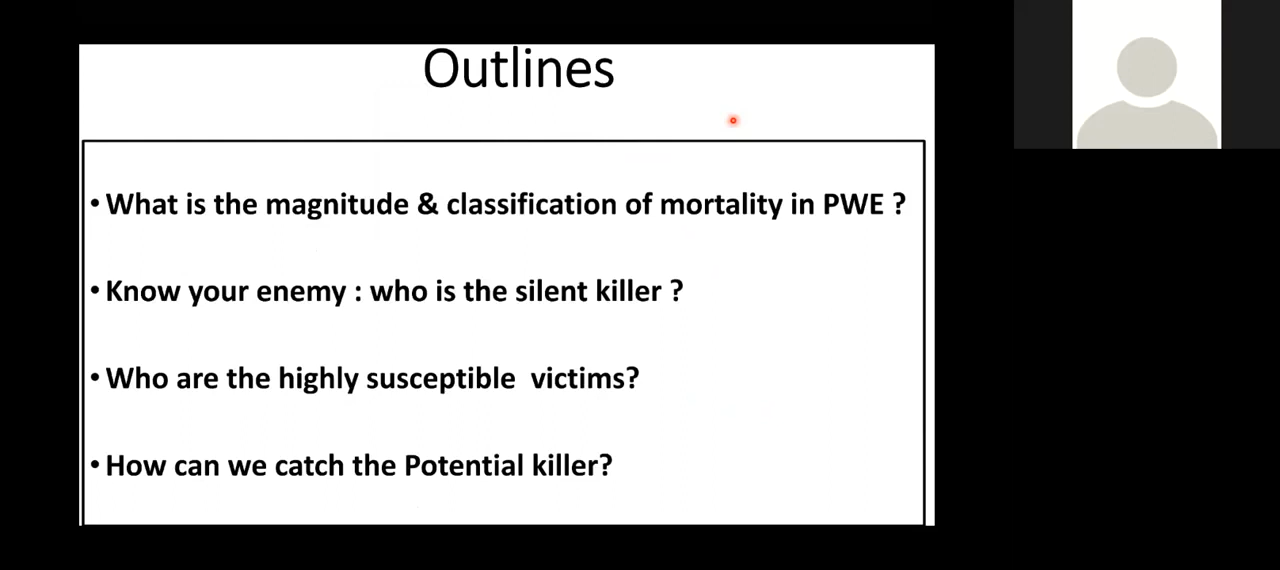 Outlines
• What is the magnitude & classification of mortality in PWE ?
• Know your enemy : who is the silent killer ?
• Who are the highly susceptible  victims?
• How can we catch the Potential killer?